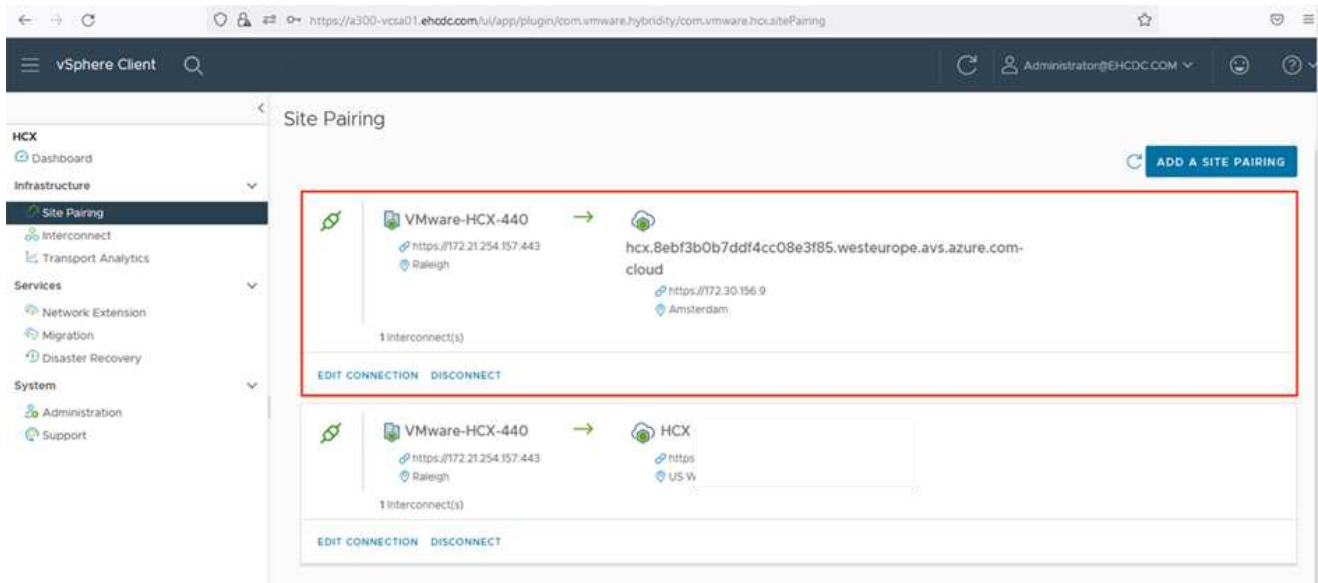 https://a300-vcsa01.ehcdc.com/ui/app/plugin/com.vmware.hybridity/com.vmware.hcx.sitePairing
vSphere Client
Administrator@EHCDC.COM
Site Pairing
HCX
Dashboard
ADD A SITE PAIRING
Infrastructure
Site Pairing
Interconnect
Transport Analytics
Services
Network Extension
Migration
Disaster Recovery
System
Administration
Support
VMware-HCX-440
https://172.21.254.157:443
Raleigh
hcx.8ebf3b0b7ddf4cc08e3f85.westeurope.avs.azure.com-
cloud
https://172.30.156.9
Amsterdam
1 Interconnect(s)
EDIT CONNECTION DISCONNECT
VMware-HCX-440
https://172.21.254.157:443
Raleigh
HCX
https
US W
1 Interconnect(s)
EDIT CONNECTION DISCONNECT